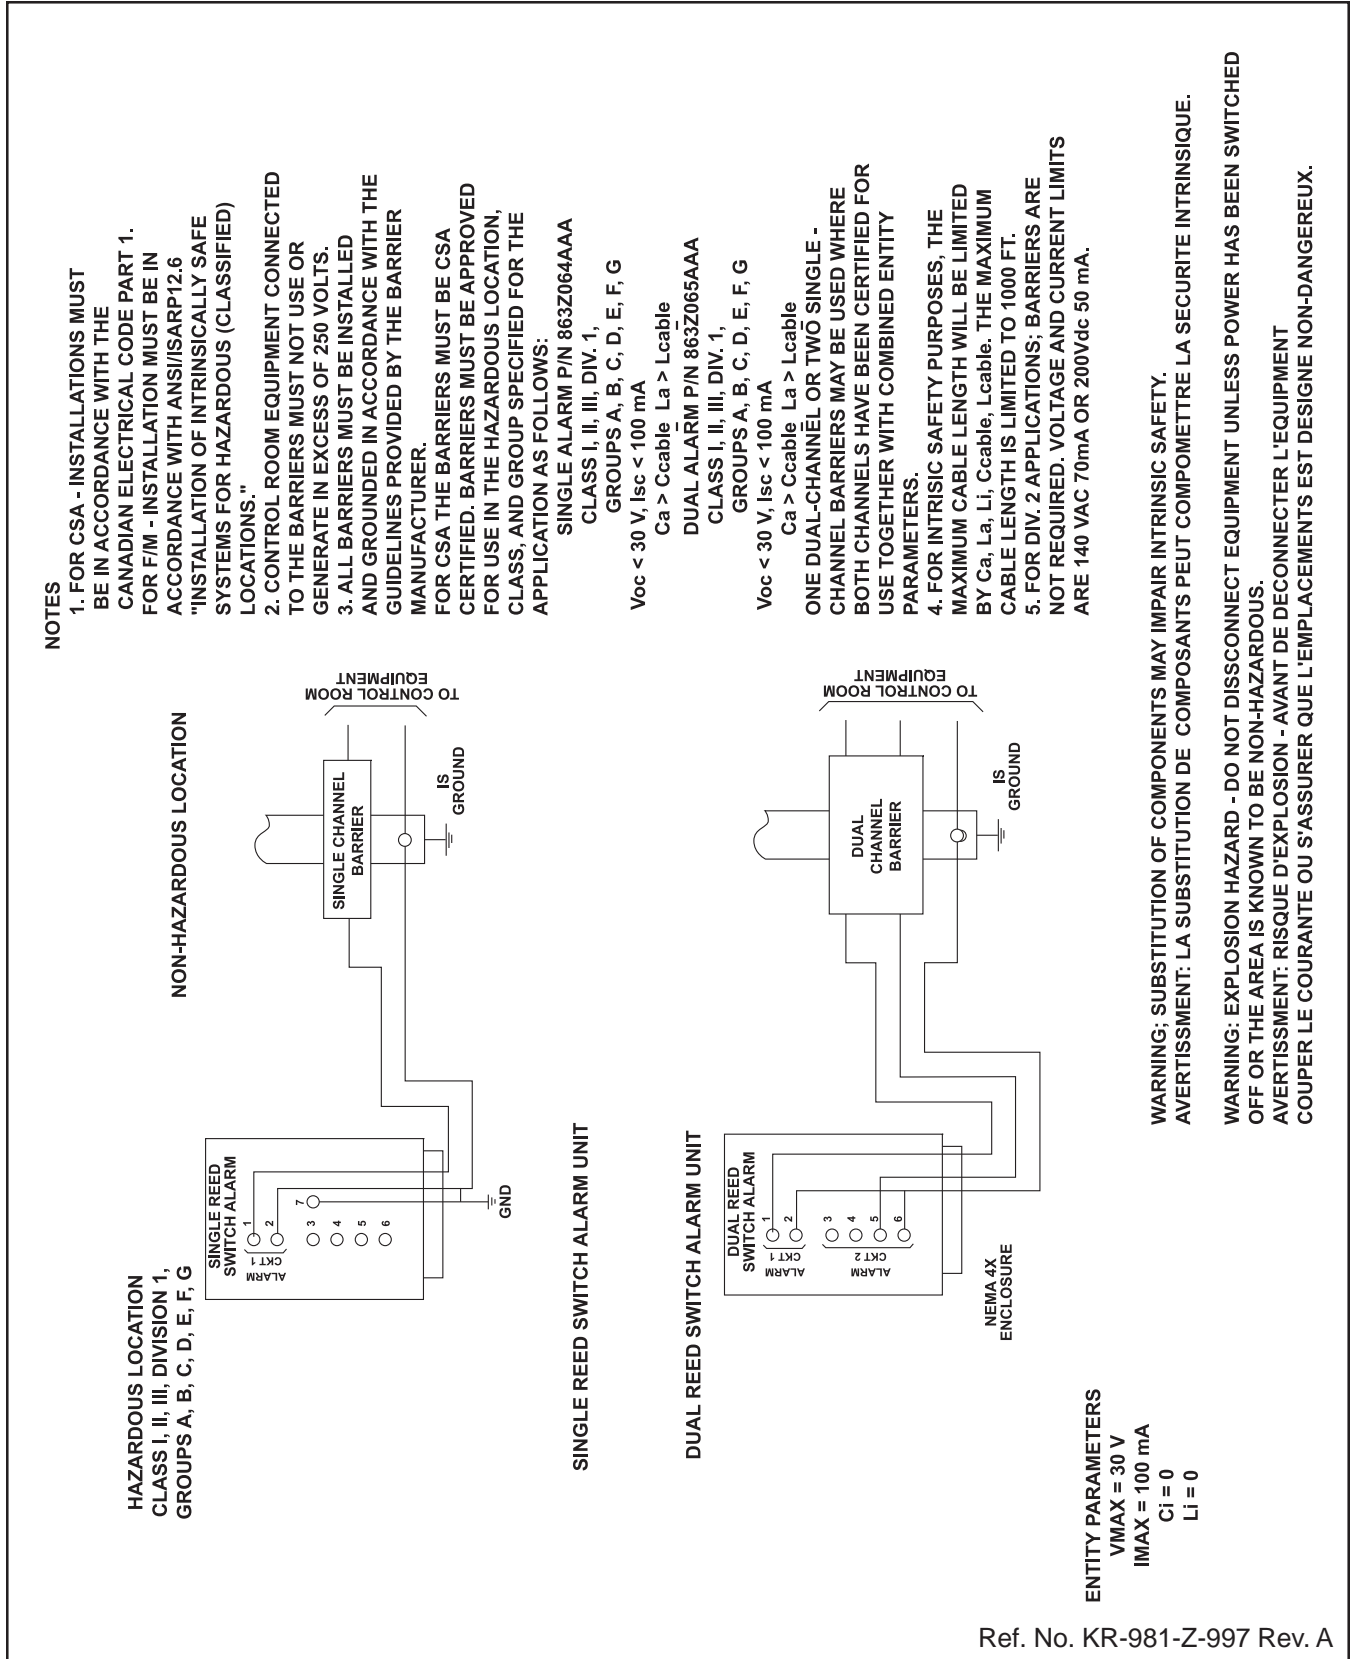 HAZARDOUS LOCATION
CLASS I, II, III, DIVISION 1,
GROUPS A, B, C, D, E, F, G
NON-HAZARDOUS LOCATION
SINGLE REED
SWITCH ALARM
1
2
3
4
5
6
7
CKT 1
ALARM
GND
SINGLE CHANNEL
BARRIER
IS
GROUND
TO CONTROL ROOM
EQUIPMENT
SINGLE REED SWITCH ALARM UNIT
DUAL REED SWITCH ALARM UNIT
DUAL REED
SWITCH ALARM
1
2
3
4
5
6
CKT 1
ALARM
CKT 2
ALARM
NEMA 4X
ENCLOSURE
DUAL
CHANNEL
BARRIER
IS
GROUND
TO CONTROL ROOM
EQUIPMENT
ENTITY PARAMETERS
VMAX = 30 V
IMAX = 100 mA
Ci = 0
Li = 0
NOTES
1. FOR CSA - INSTALLATIONS MUST
BE IN ACCORDANCE WITH THE
CANADIAN ELECTRICAL CODE PART 1.
FOR F/M - INSTALLATION MUST BE IN
ACCORDANCE WITH ANSI/ISARP12.6
"INSTALLATION OF INTRINSICALLY SAFE
SYSTEMS FOR HAZARDOUS (CLASSIFIED)
LOCATIONS."
2. CONTROL ROOM EQUIPMENT CONNECTED
TO THE BARRIERS MUST NOT USE OR
GENERATE IN EXCESS OF 250 VOLTS.
3. ALL BARRIERS MUST BE INSTALLED
AND GROUNDED IN ACCORDANCE WITH THE
GUIDELINES PROVIDED BY THE BARRIER
MANUFACTURER.
FOR CSA THE BARRIERS MUST BE CSA
CERTIFIED. BARRIERS MUST BE APPROVED
FOR USE IN THE HAZARDOUS LOCATION,
CLASS, AND GROUP SPECIFIED FOR THE
APPLICATION AS FOLLOWS:
SINGLE ALARM P/N 863Z064AAA
CLASS I, II, III, DIV. 1,
GROUPS A, B, C, D, E, F, G
Voc < 30 V, Isc < 100 mA
Ca > Ccable La > Lcable
DUAL ALARM P/N 863Z065AAA
CLASS I, II, III, DIV. 1,
GROUPS A, B, C, D, E, F, G
Voc < 30 V, Isc < 100 mA
Ca > Ccable La > Lcable
ONE DUAL-CHANNEL OR TWO SINGLE -
CHANNEL BARRIERS MAY BE USED WHERE
BOTH CHANNELS HAVE BEEN CERTIFIED FOR
USE TOGETHER WITH COMBINED ENTITY
PARAMETERS.
4. FOR INTRISIC SAFETY PURPOSES, THE
MAXIMUM CABLE LENGTH WILL BE LIMITED
BY Ca, La, Li, Ccable, Lcable. THE MAXIMUM
CABLE LENGTH IS LIMITED TO 1000 FT.
5. FOR DIV. 2 APPLICATIONS; BARRIERS ARE
NOT REQUIRED. VOLTAGE AND CURRENT LIMITS
ARE 140 VAC 70mA OR 200Vdc 50 mA.
WARNING; SUBSTITUTION OF COMPONENTS MAY IMPAIR INTRINSIC SAFETY.
AVERTISSMENT: LA SUBSTITUTION DE COMPOSANTS PEUT COMPOMETTRE LA SECURITE INTRINSIQUE.
WARNING: EXPLOSION HAZARD - DO NOT DISSCONNECT EQUIPMENT UNLESS POWER HAS BEEN SWITCHED
OFF OR THE AREA IS KNOWN TO BE NON-HAZARDOUS.
AVERTISSMENT: RISQUE D'EXPLOSION - AVANT DE DECONNECTER L'EQUIPMENT
COUPER LE COURANTE OU S'ASSURER QUE L'EMPLACEMENTS EST DESIGNE NON-DANGEREUX.
Ref. No. KR-981-Z-997 Rev. A